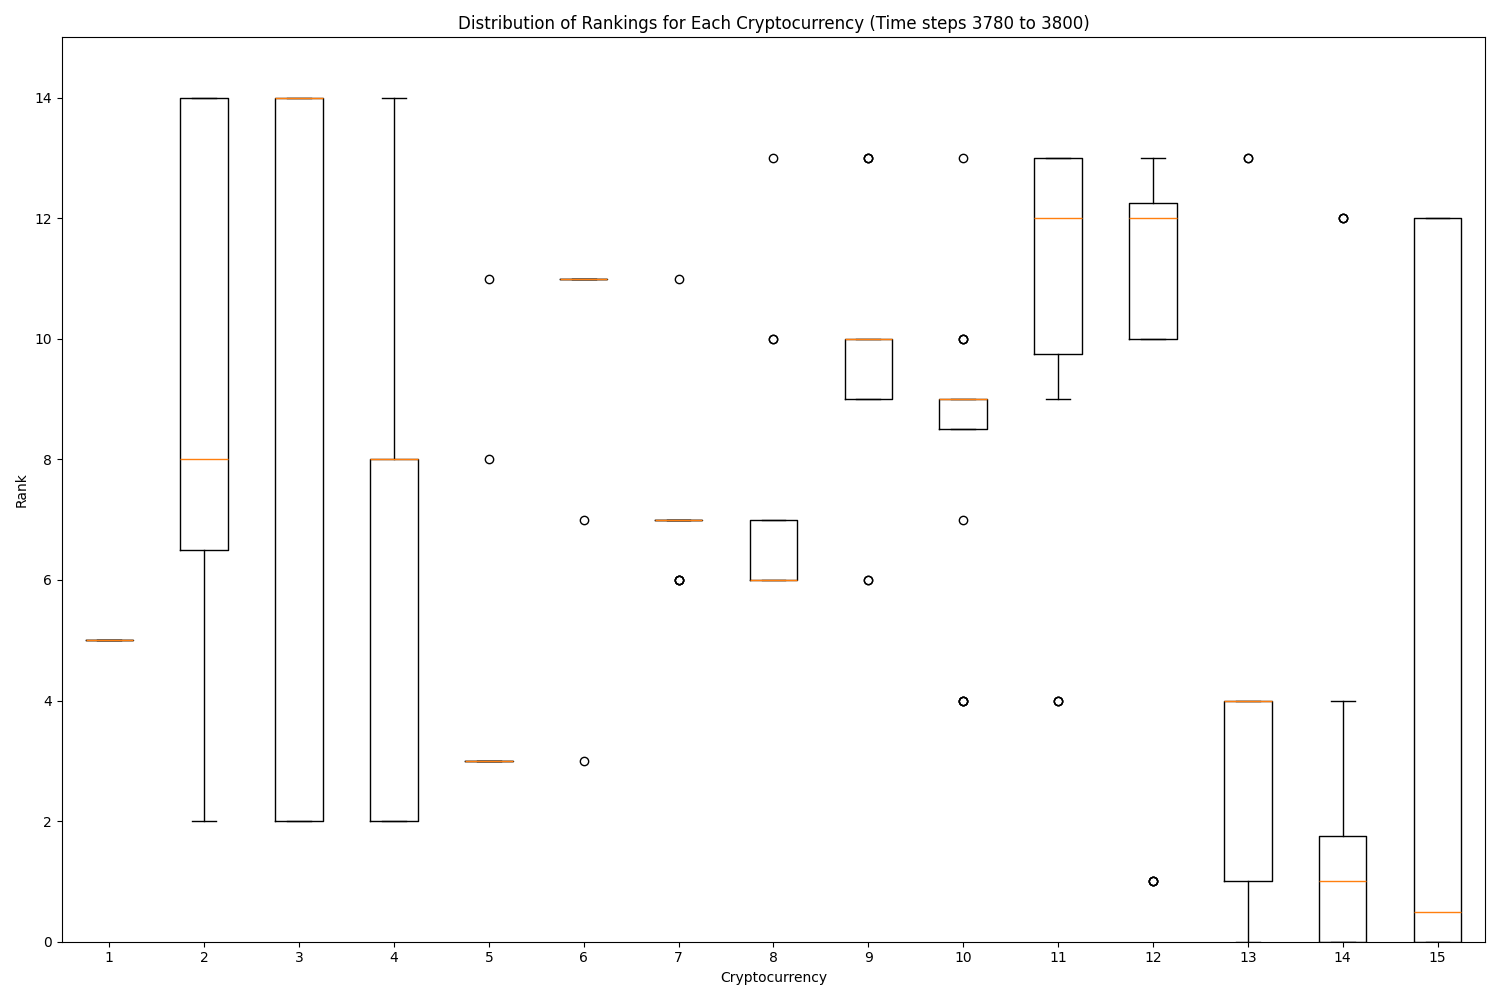 Distribution of Rankings for Each Cryptocurrency (Time steps 3780 to 3800)
14
12
10
8
6
4
2
0
Rank
1 2 3 4 5 6 7 8 9 10 11 12 13 14 15
Cryptocurrency